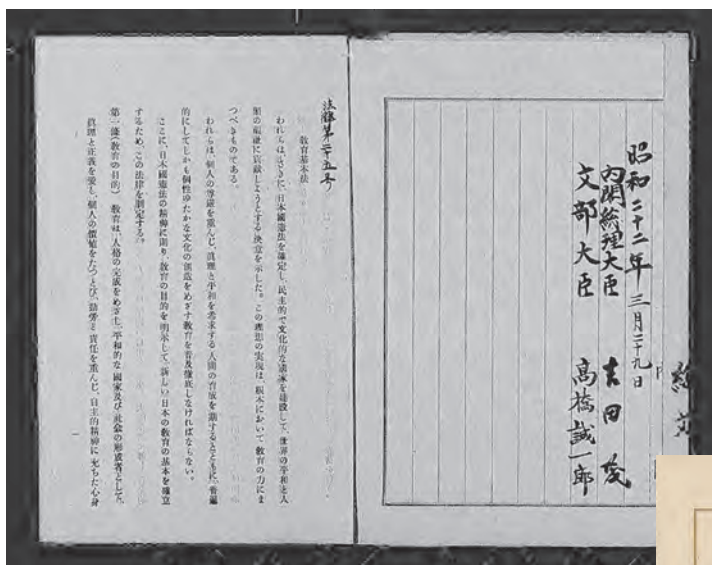 昭和二十二年三月二十九日
内閣総理大臣 吉田茂
文部大臣 高橋誠一郎
法律第二十五号
教育基本法
われらは、さきに、日本國憲法を確定し、民主的で文化的な國家を建設して、世界の平和と人
類の福祉に貢献しようとする決意を示した。この理想の実現は、根本において教育の力にま
つべきものである。
われらは、個人の尊嚴を重んじ、眞理と平和を希求する人間の育成を期するとともに、普遍
的にしてしかも個性ゆたかな文化の創造をめざす教育を普及徹底しなければならない。
ここに、日本國憲法の精神に則り、教育の目的を明示して、新しい日本の教育の基本を確立
するため、この法律を制定する。
第一條(教育の目的) 教育は、人格の完成をめざし、平和的な國家及び社会の形成者として、
眞理と正義を愛し、個人の價値をたつとび、勤労と責任を重んじ、自主的精神に充ちた心身
一